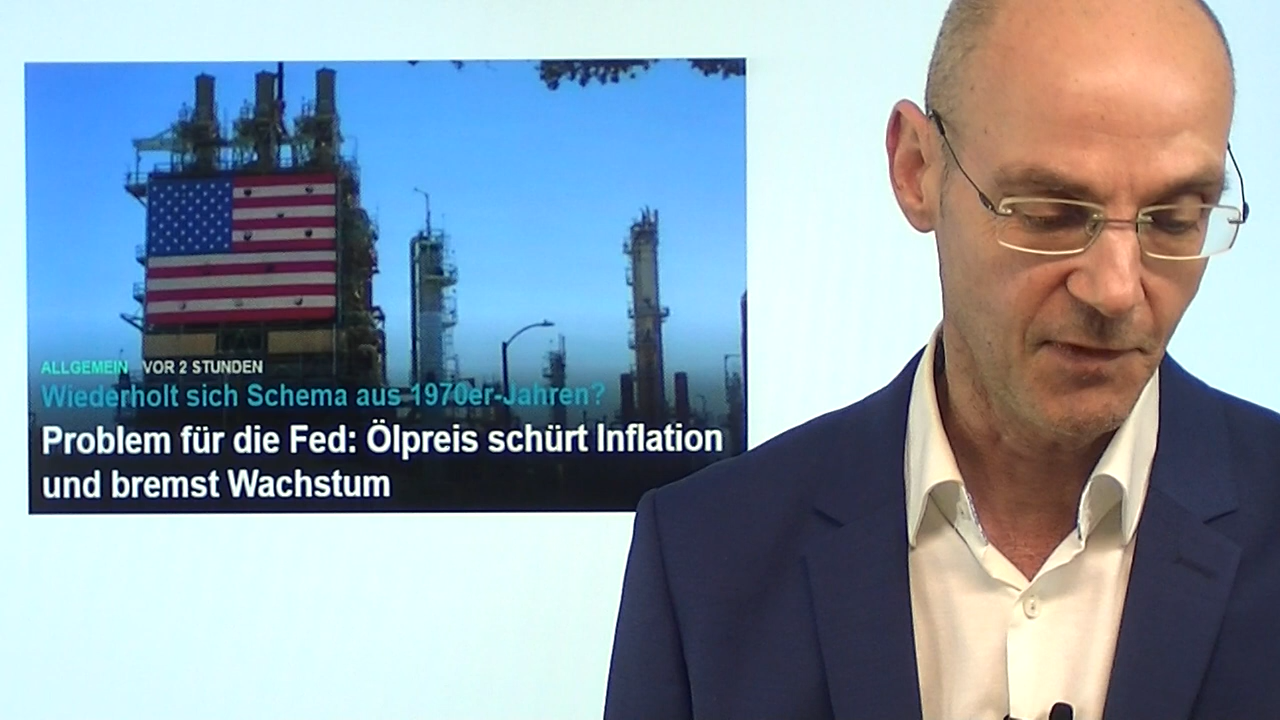 ALLGEMEIN VOR 2 STUNDEN
Wiederholt sich Schema aus 1970er-Jahren?
Problem für die Fed: Ölpreis schürt Inflation
und bremst Wachstum